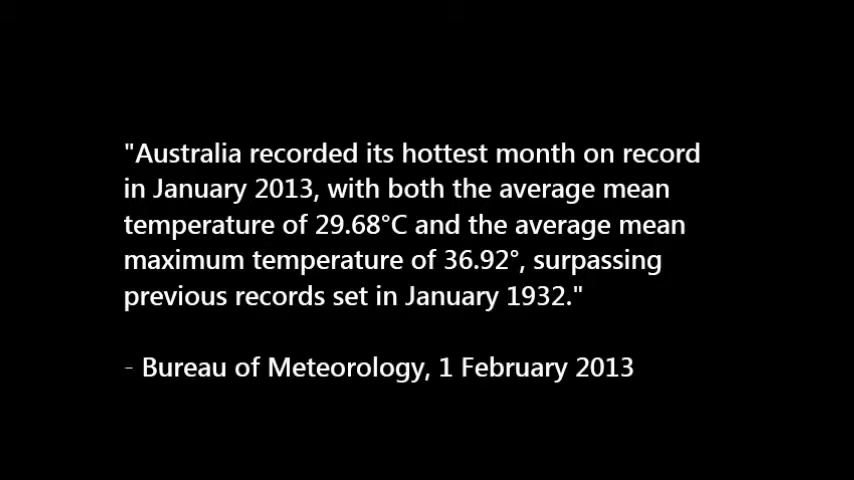 "Australia recorded its hottest month on record
in January 2013, with both the average mean
temperature of 29.68°C and the average mean
maximum temperature of 36.92°, surpassing
previous records set in January 1932."
- Bureau of Meteorology, 1 February 2013